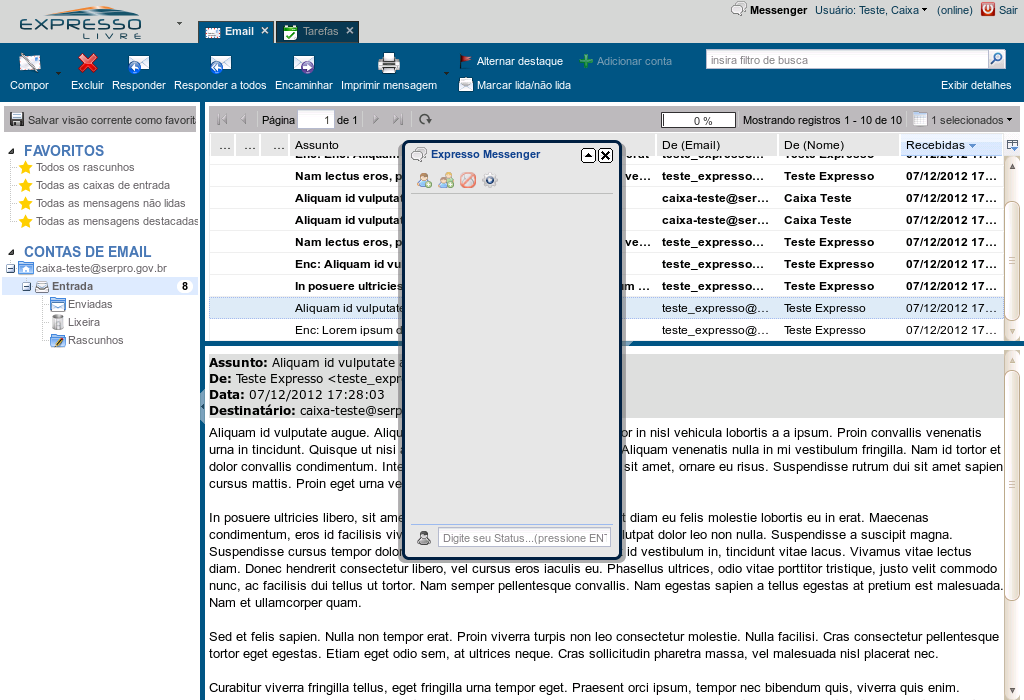 EXPRESSO
LIVRE
Email
Tarefas
Messenger
Usuário: Teste, Caixa
(online)
Sair
Compor
Excluir
Responder
Responder a todos
Encaminhar
Imprimir mensagem
Alternar destaque
Adicionar conta
Marcar lida/não lida
insira filtro de busca
Exibir detalhes
Salvar visão corrente como favorit
Página 1 de 1
0 %
Mostrando registros 1 - 10 de 10
1 selecionados
FAVORITOS
Todos os rascunhos
Todas as caixas de entrada
Todas as mensagens não lidas
Todas as mensagens destacadas
CONTAS DE EMAIL
caixa-teste@serpro.gov.br
Entrada 8
Enviadas
Lixeira
Rascunhos
... ... ... Assunto De (Email) De (Nome) Recebidas
Nam lectus eros, p ve... teste_expresso... Teste Expresso 07/12/2012 17...
Aliquam id vulputat caixa-teste@ser... Caixa Teste 07/12/2012 17...
Aliquam id vulputat caixa-teste@ser... Caixa Teste 07/12/2012 17...
Nam lectus eros, p ve... teste_expresso... Teste Expresso 07/12/2012 17...
Enc: Aliquam id vu teste_expresso... Teste Expresso 07/12/2012 17...
In posuere ultricies m ... teste_expresso... Teste Expresso 07/12/2012 17...
Aliquam id vulputate teste_expresso@... Teste Expresso 07/12/2012 17...
Enc: Lorem ipsum d teste_expresso@... Teste Expresso 07/12/2012 17...
Expresso Messenger
Digite seu Status...(pressione EN
Assunto: Aliquam id vulputate a
De: Teste Expresso <teste_expr
Data: 07/12/2012 17:28:03
Destinatário: caixa-teste@serp
Aliquam id vulputate augue. Aliqu or in nisl vehicula lobortis a a ipsum. Proin convallis venenatis
urna in tincidunt. Quisque ut nisi a Aliquam venenatis nulla in mi vestibulum fringilla. Nam id tortor et
dolor convallis condimentum. Inte sit amet, ornare eu risus. Suspendisse rutrum dui sit amet sapien
cursus mattis. Proin eget urna ve
In posuere ultricies libero, sit ame t diam eu felis molestie lobortis eu in erat. Maecenas
condimentum, eros id facilisis viv lutpat dolor leo non nulla. Suspendisse a suscipit magna.
Suspendisse cursus tempor dolor id vestibulum in, tincidunt vitae lacus. Vivamus vitae lectus
diam. Donec hendrerit consectetur libero, vel cursus eros iaculis eu. Phasellus ultrices, odio vitae porttitor tristique, justo velit commodo
nunc, ac facilisis dui tellus ut tortor. Nam semper pellentesque convallis. Nam egestas sapien a tellus egestas at pretium est malesuada.
Nam et ullamcorper quam.
Sed et felis sapien. Nulla non tempor erat. Proin viverra turpis non leo consectetur molestie. Nulla facilisi. Cras consectetur pellentesque
tortor eget egestas. Etiam eget odio sem, at ultrices neque. Cras sollicitudin pharetra massa, vel malesuada nisl placerat nec.
Curabitur viverra fringilla tellus, eget fringilla urna tempor eget. Praesent orci ipsum, tempor nec bibendum quis, viverra quis enim.